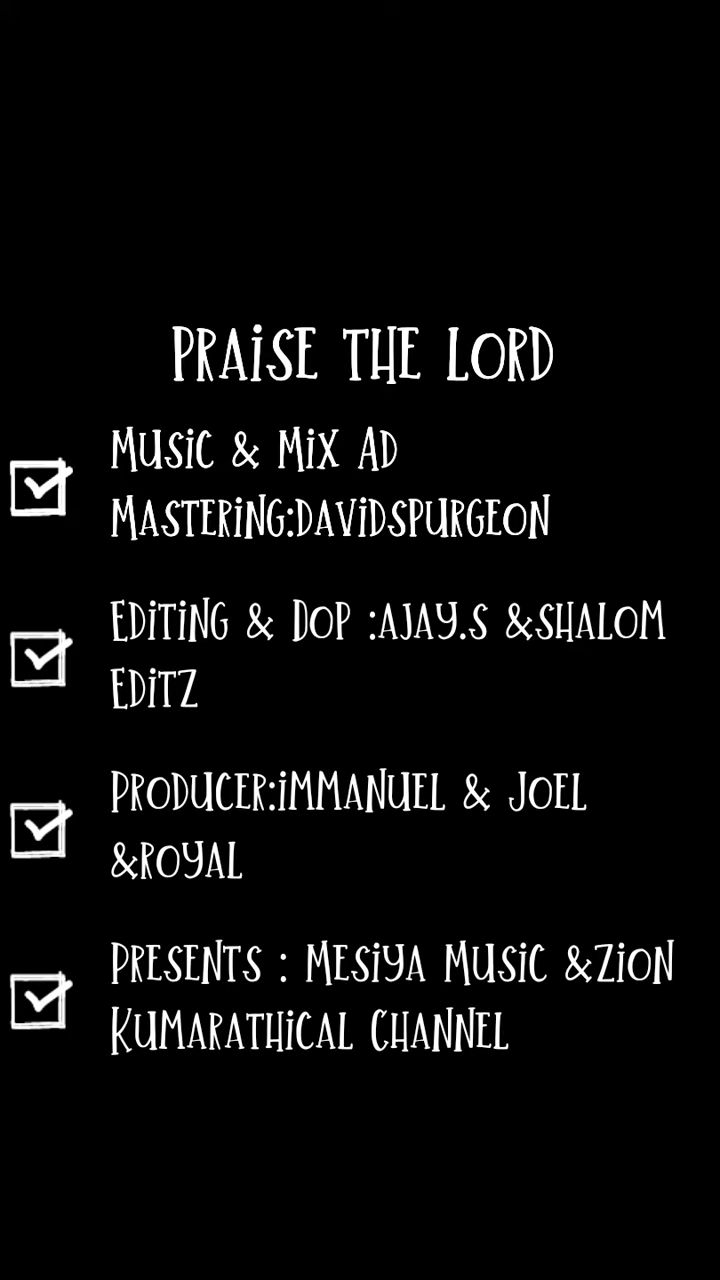 PRAiSE THE LORD
MUSiC & MiX AD
MASTERiNG:DAViDSPURGEON
EDiTiNG & DOP :AJAY.S &SHALOM
EDiTZ
PRODUCER:iMMANUEL & JOEL
&ROYAL
PRESENTS : MESiYA MUSiC &ZiON
KUMARATHiCAL CHANNEL